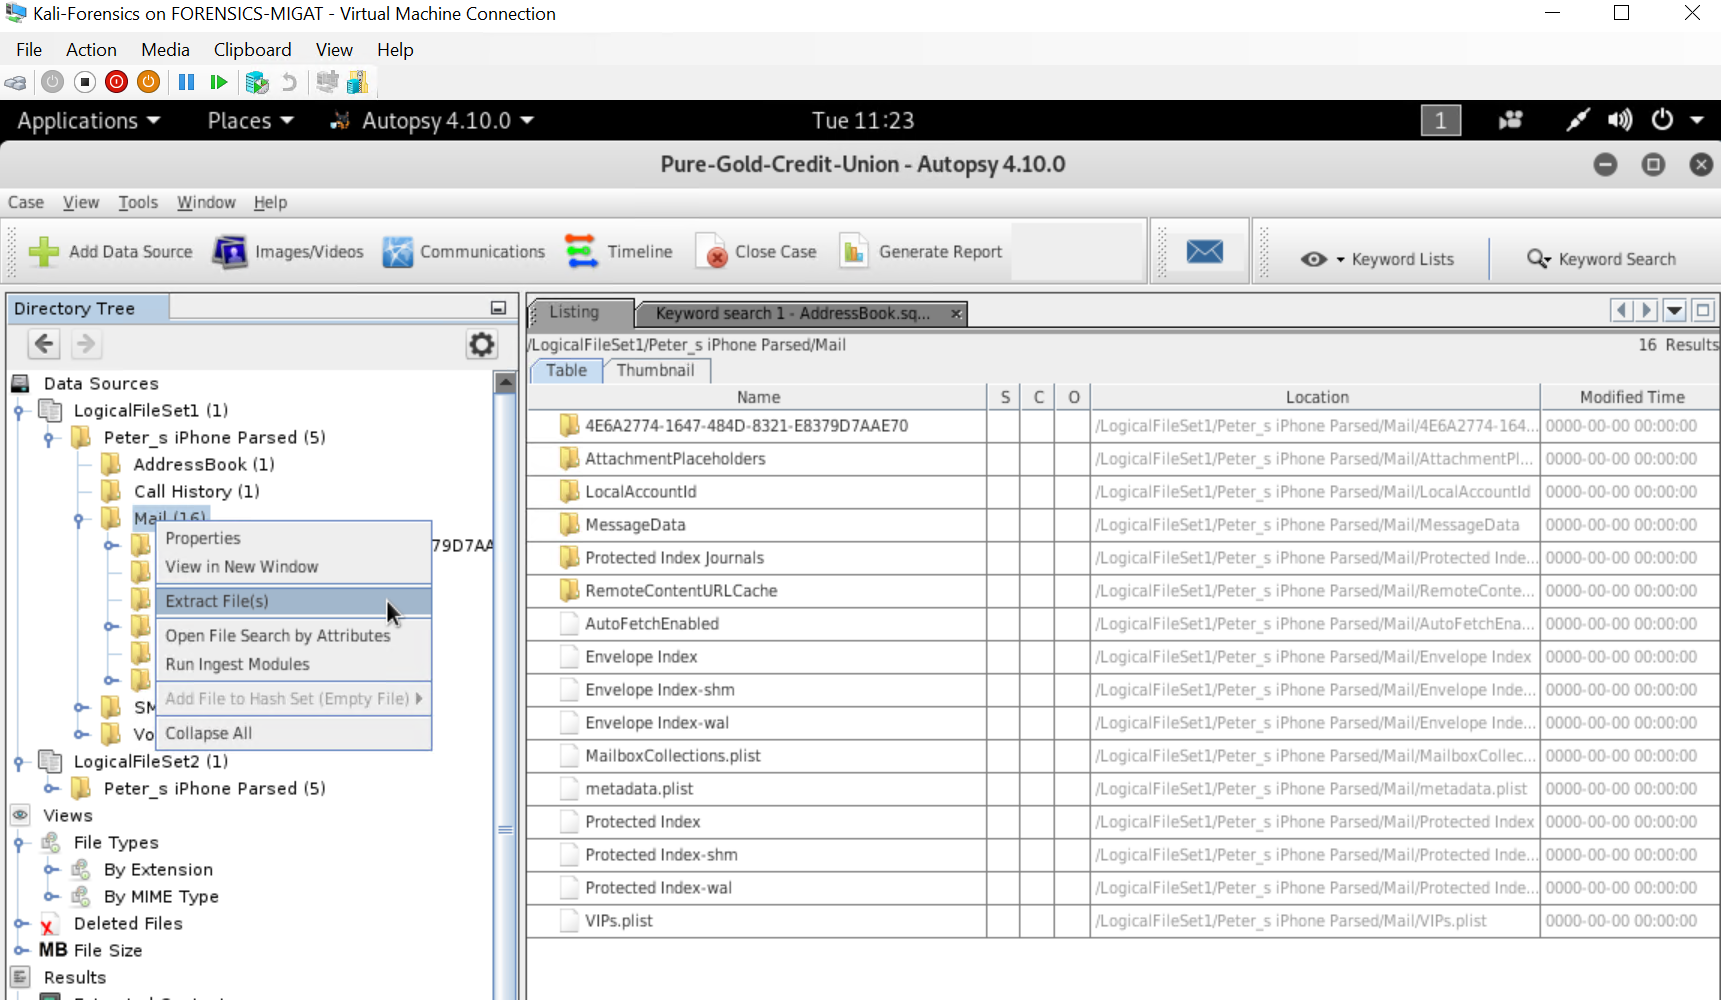 Kali-Forensics on FORENSICS-MIGAT - Virtual Machine Connection
File Action Media Clipboard View Help
Applications Places Autopsy 4.10.0 Tue 11:23 1
Pure-Gold-Credit-Union - Autopsy 4.10.0
Case View Tools Window Help
Add Data Source Images/Videos Communications Timeline Close Case Generate Report Keyword Lists Keyword Search
Directory Tree
Data Sources
LogicalFileSet1 (1)
Peter_s iPhone Parsed (5)
AddressBook (1)
Call History (1)
Mail (16)
79D7AA
SM
Vo
Properties
View in New Window
Extract File(s)
Open File Search by Attributes
Run Ingest Modules
Add File to Hash Set (Empty File)
Collapse All
LogicalFileSet2 (1)
Peter_s iPhone Parsed (5)
Views
File Types
By Extension
By MIME Type
Deleted Files
MB File Size
Results
Listing Keyword search 1 - AddressBook.sq...
/LogicalFileSet1/Peter_s iPhone Parsed/Mail 16 Results
Table Thumbnail
Name S C O Location Modified Time
4E6A2774-1647-484D-8321-E8379D7AAE70 /LogicalFileSet1/Peter_s iPhone Parsed/Mail/4E6A2774-164... 0000-00-00 00:00:00
AttachmentPlaceholders /LogicalFileSet1/Peter_s iPhone Parsed/Mail/AttachmentPl... 0000-00-00 00:00:00
LocalAccountId /LogicalFileSet1/Peter_s iPhone Parsed/Mail/LocalAccountId 0000-00-00 00:00:00
MessageData /LogicalFileSet1/Peter_s iPhone Parsed/Mail/MessageData 0000-00-00 00:00:00
Protected Index Journals /LogicalFileSet1/Peter_s iPhone Parsed/Mail/Protected Inde... 0000-00-00 00:00:00
RemoteContentURLCache /LogicalFileSet1/Peter_s iPhone Parsed/Mail/RemoteConte... 0000-00-00 00:00:00
AutoFetchEnabled /LogicalFileSet1/Peter_s iPhone Parsed/Mail/AutoFetchEna... 0000-00-00 00:00:00
Envelope Index /LogicalFileSet1/Peter_s iPhone Parsed/Mail/Envelope Index 0000-00-00 00:00:00
Envelope Index-shm /LogicalFileSet1/Peter_s iPhone Parsed/Mail/Envelope Inde... 0000-00-00 00:00:00
Envelope Index-wal /LogicalFileSet1/Peter_s iPhone Parsed/Mail/Envelope Inde... 0000-00-00 00:00:00
MailboxCollections.plist /LogicalFileSet1/Peter_s iPhone Parsed/Mail/MailboxCollec... 0000-00-00 00:00:00
metadata.plist /LogicalFileSet1/Peter_s iPhone Parsed/Mail/metadata.plist 0000-00-00 00:00:00
Protected Index /LogicalFileSet1/Peter_s iPhone Parsed/Mail/Protected Index 0000-00-00 00:00:00
Protected Index-shm /LogicalFileSet1/Peter_s iPhone Parsed/Mail/Protected Inde... 0000-00-00 00:00:00
Protected Index-wal /LogicalFileSet1/Peter_s iPhone Parsed/Mail/Protected Inde... 0000-00-00 00:00:00
VIPs.plist /LogicalFileSet1/Peter_s iPhone Parsed/Mail/VIPs.plist 0000-00-00 00:00:00